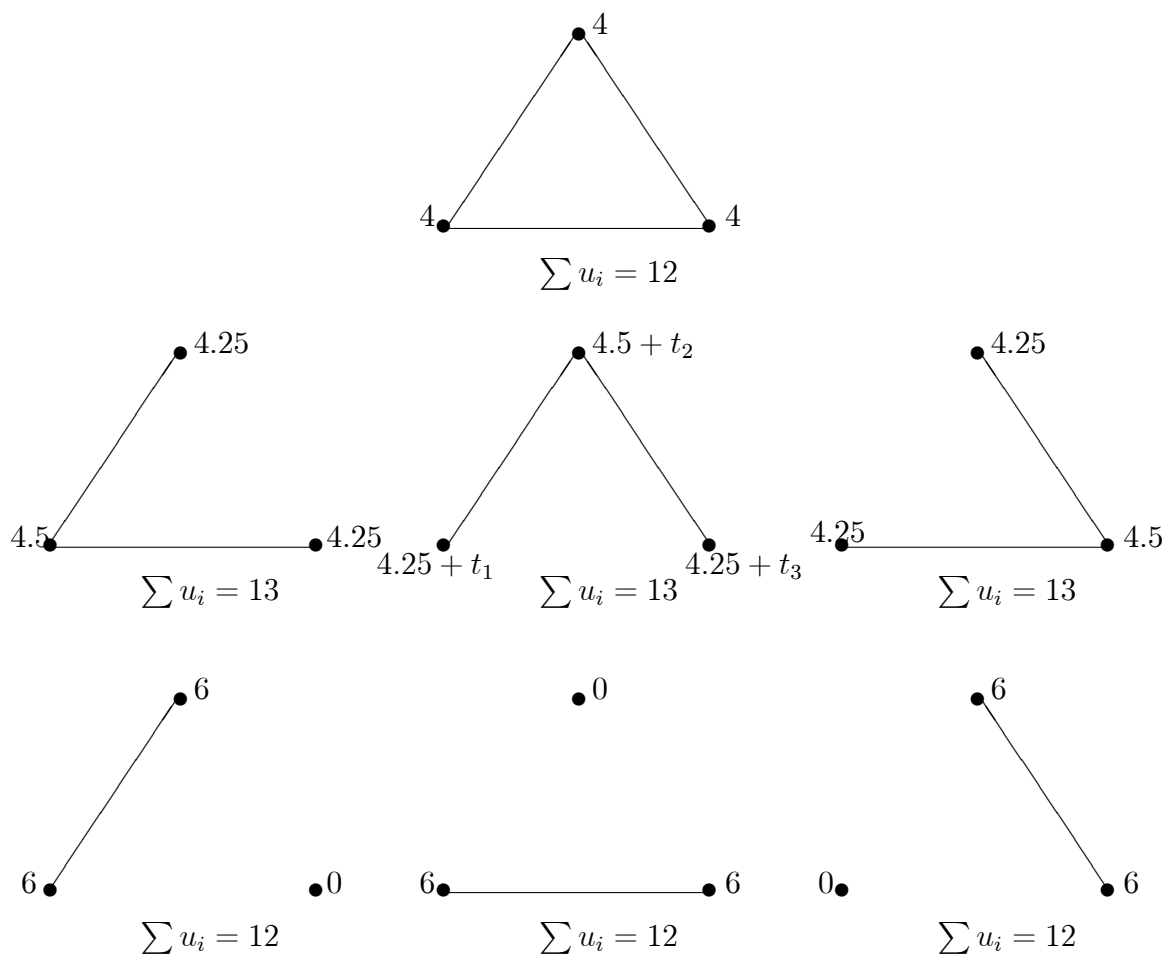 4
4 4
∑ u_i = 12
4.25 4.5 + t_2 4.25
4.5 4.25 4.25 + t_1 4.25 + t_3 4.25 4.5
∑ u_i = 13 ∑ u_i = 13 ∑ u_i = 13
6 0 6
6 0 6 6 0 6
∑ u_i = 12 ∑ u_i = 12 ∑ u_i = 12